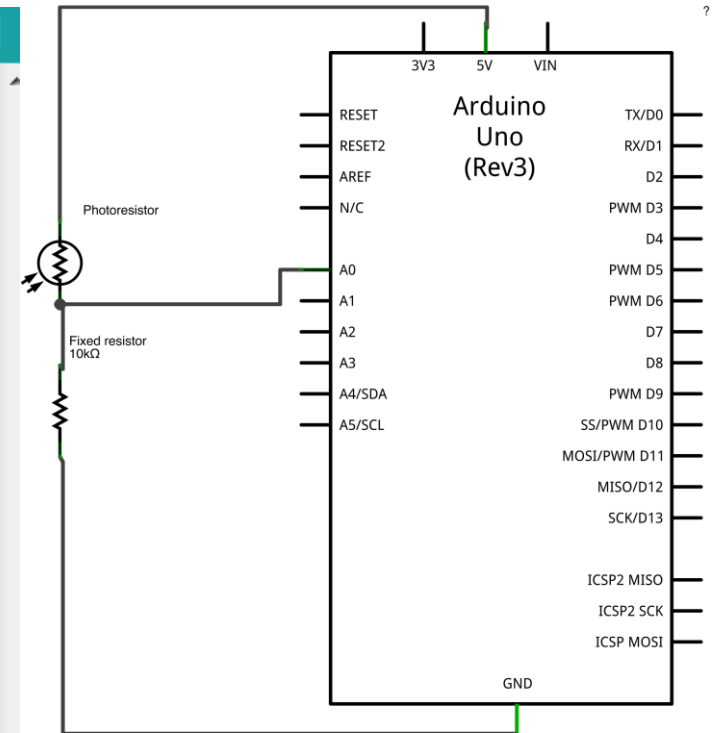 ?
3V3
5V
VIN
Arduino
Uno
(Rev3)
RESET
RESET2
AREF
N/C
A0
A1
A2
A3
A4/SDA
A5/SCL
TX/D0
RX/D1
D2
PWM D3
D4
PWM D5
PWM D6
D7
D8
PWM D9
SS/PWM D10
MOSI/PWM D11
MISO/D12
SCK/D13
ICSP2 MISO
ICSP2 SCK
ICSP MOSI
GND
Photoresistor
Fixed resistor
10kΩ